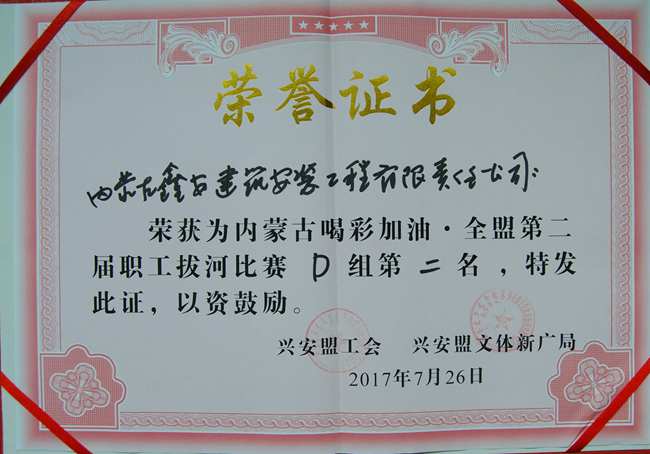 荣誉证书
内蒙古鑫安建筑安装工程有限责任公司:
荣获为内蒙古喝彩加油·全盟第二
届职工拔河比赛 D 组第二名，特发
此证，以资鼓励。
兴安盟工会 兴安盟文体新广局
2017年7月26日